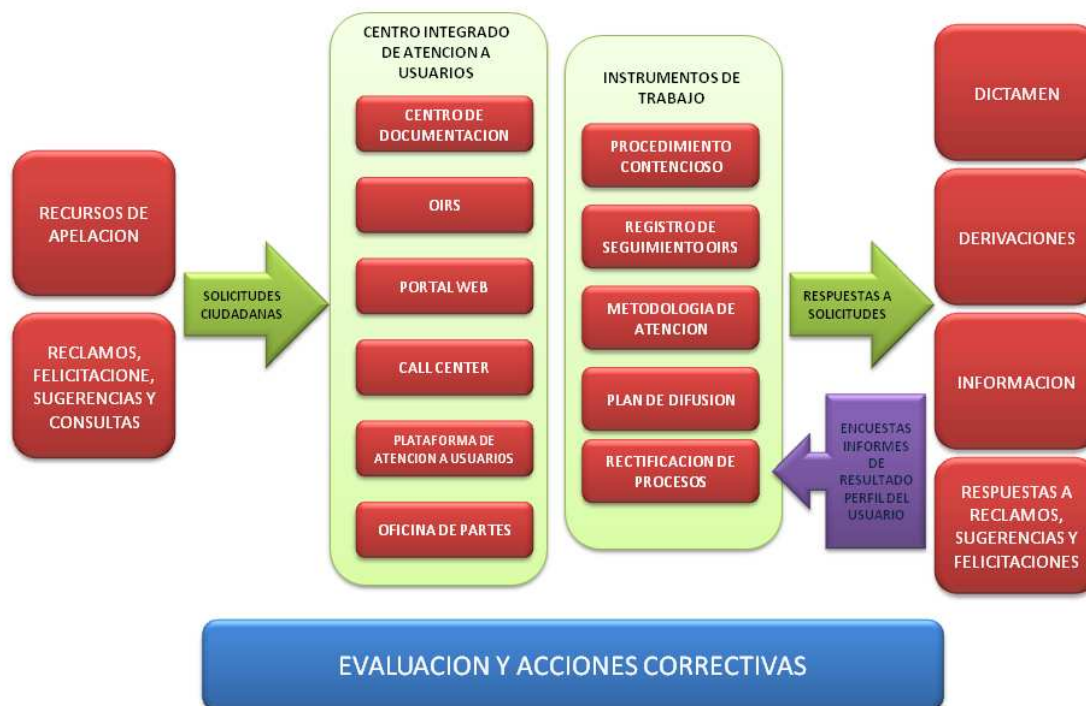 RECURSOS DE
APELACION
RECLAMOS,
FELICITACIONE,
SUGERENCIAS Y
CONSULTAS
SOLICITUDES
CIUDADANAS
CENTRO INTEGRADO
DE ATENCION A
USUARIOS
CENTRO DE
DOCUMENTACION
OIRS
PORTAL WEB
CALL CENTER
PLATAFORMA DE
ATENCION A USUARIOS
OFICINA DE PARTES
INSTRUMENTOS DE
TRABAJO
PROCEDIMIENTO
CONTENCIOSO
REGISTRO DE
SEGUIMIENTO OIRS
METODOLOGIA DE
ATENCION
PLAN DE DIFUSION
RECTIFICACION DE
PROCESOS
RESPUESTAS A
SOLICITUDES
ENCUESTAS
INFORMES
DE
RESULTADO
PERFIL DEL
USUARIO
DICTAMEN
DERIVACIONES
INFORMACION
RESPUESTAS A
RECLAMOS,
SUGERENCIAS Y
FELICITACIONES
EVALUACION Y ACCIONES CORRECTIVAS